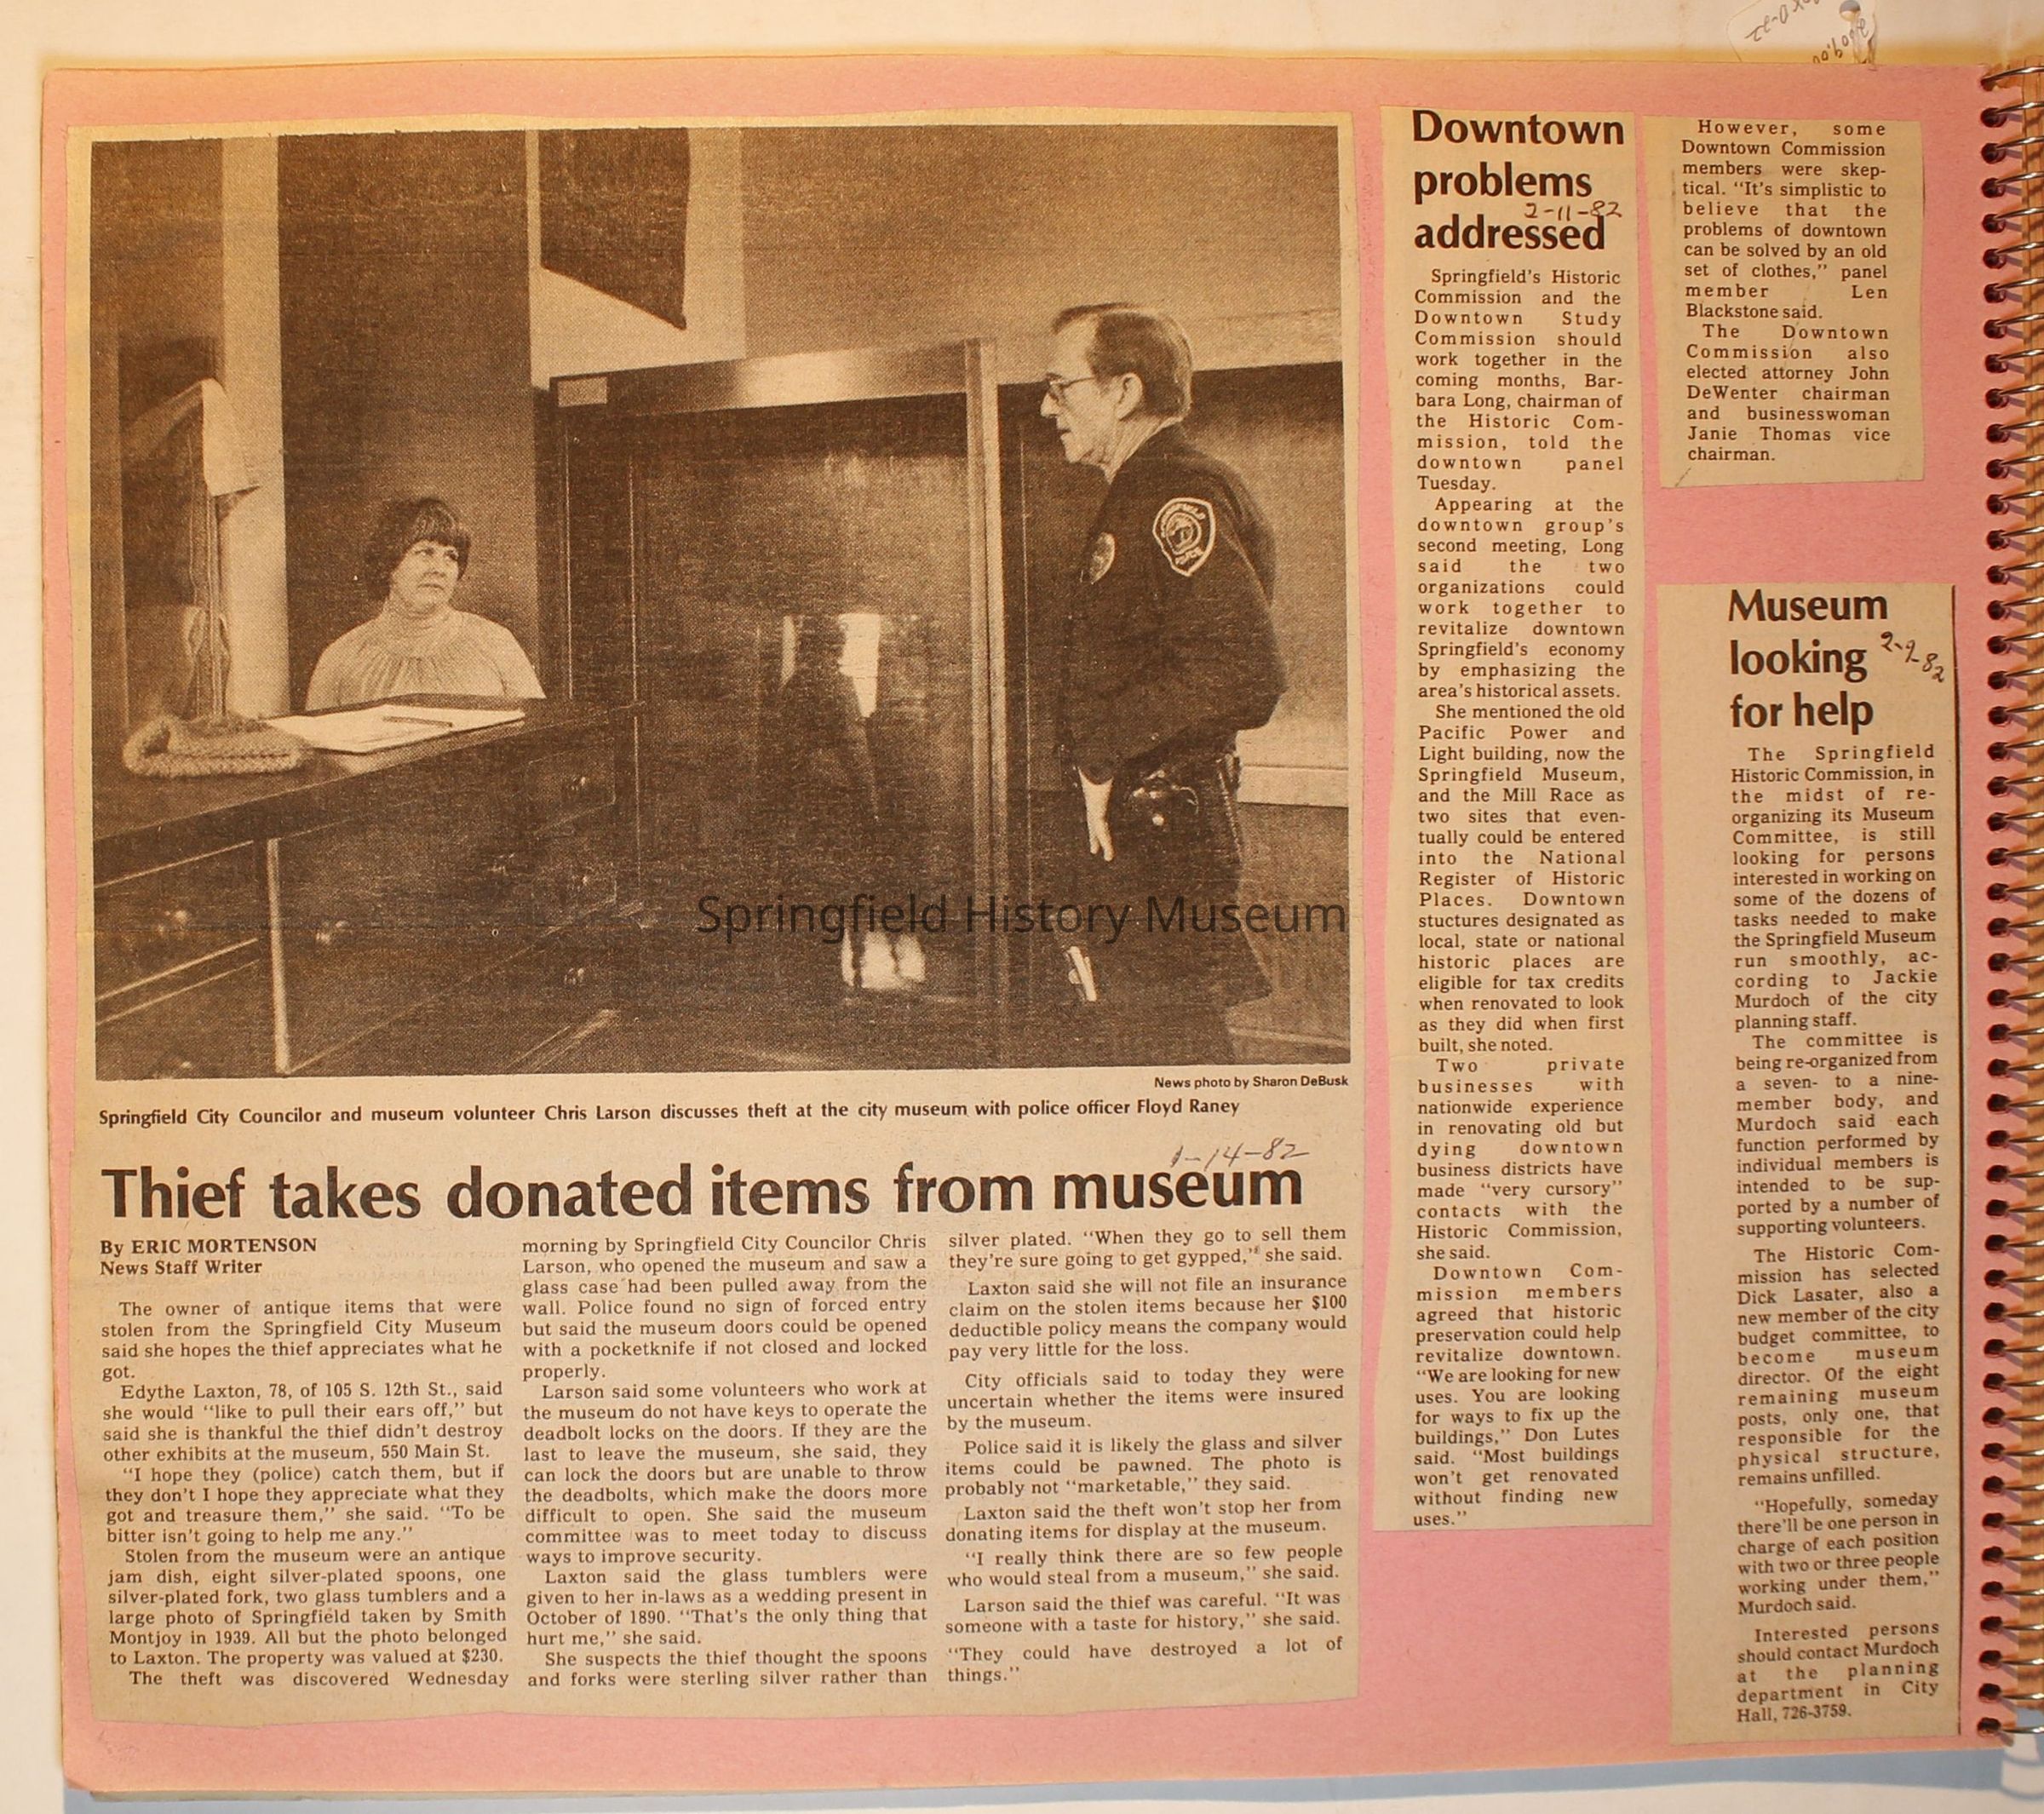 News photo by Sharon DeBusk
Springfield City Councilor and museum volunteer Chris Larson discusses theft at the city museum with police officer Floyd Raney
1-14-82
Thief takes donated items from museum
By ERIC MORTENSON
News Staff Writer
The owner of antique items that were
stolen from the Springfield City Museum
said she hopes the thief appreciates what he
got.
Edythe Laxton, 78, of 105 S. 12th St., said
she would "like to pull their ears off," but
said she is thankful the thief didn't destroy
other exhibits at the museum, 550 Main St.
"I hope they (police) catch them, but if
they don't I hope they appreciate what they
got and treasure them," she said. "To be
bitter isn't going to help me any."
Stolen from the museum were an antique
jam dish, eight silver-plated spoons, one
silver-plated fork, two glass tumblers and a
large photo of Springfield taken by Smith
Montjoy in 1939. All but the photo belonged
to Laxton. The property was valued at $230.
The theft was discovered Wednesday
morning by Springfield City Councilor Chris
Larson, who opened the museum and saw a
glass case had been pulled away from the
wall. Police found no sign of forced entry
but said the museum doors could be opened
with a pocketknife if not closed and locked
properly.
Larson said some volunteers who work at
the museum do not have keys to operate the
deadbolt locks on the doors. If they are the
last to leave the museum, she said, they
can lock the doors but are unable to throw
the deadbolts, which make the doors more
difficult to open. She said the museum
committee was to meet today to discuss
ways to improve security.
Laxton said the glass tumblers were
given to her in-laws as a wedding present in
October of 1890. "That's the only thing that
hurt me," she said.
She suspects the thief thought the spoons
and forks were sterling silver rather than
silver plated. "When they go to sell them
they're sure going to get gypped," she said.
Laxton said she will not file an insurance
claim on the stolen items because her $100
deductible policy means the company would
pay very little for the loss.
City officials said to today they were
uncertain whether the items were insured
by the museum.
Police said it is likely the glass and silver
items could be pawned. The photo is
probably not "marketable," they said.
Laxton said the theft won't stop her from
donating items for display at the museum.
"I really think there are so few people
who would steal from a museum," she said.
Larson said the thief was careful. "It was
someone with a taste for history," she said.
"They could have destroyed a lot of
things."
Downtown
problems
2-11-82
addressed
Springfield's Historic
Commission and the
Downtown Study
Commission should
work together in the
coming months, Bar-
bara Long, chairman of
the Historic Com-
mission, told the
downtown panel
Tuesday.
Appearing at the
downtown group's
second meeting, Long
said the two
organizations could
work together to
revitalize downtown
Springfield's economy
by emphasizing the
area's historical assets.
She mentioned the old
Pacific Power and
Light building, now the
Springfield Museum,
and the Mill Race as
two sites that even-
tually could be entered
into the National
Register of Historic
Places. Downtown
stuctures designated as
local, state or national
historic places are
eligible for tax credits
when renovated to look
as they did when first
built, she noted.
Two private
businesses with
nationwide experience
in renovating old but
dying downtown
business districts have
made "very cursory"
contacts with the
Historic Commission,
she said.
Downtown Com-
mission members
agreed that historic
preservation could help
revitalize downtown.
"We are looking for new
uses. You are looking
for ways to fix up the
buildings," Don Lutes
said. "Most buildings
won't get renovated
without finding new
uses."
However, some
Downtown Commission
members were skep-
tical. "It's simplistic to
believe that the
problems of downtown
can be solved by an old
set of clothes," panel
member Len
Blackstone said.
The Downtown
Commission also
elected attorney John
DeWenter chairman
and businesswoman
Janie Thomas vice
chairman.
Museum
looking
2-9-82
for help
The Springfield
Historic Commission, in
the midst of re-
organizing its Museum
Committee, is still
looking for persons
interested in working on
some of the dozens of
tasks needed to make
the Springfield Museum
run smoothly, ac-
cording to Jackie
Murdoch of the city
planning staff.
The committee is
being re-organized from
a seven- to a nine-
member body, and
Murdoch said each
function performed by
individual members is
intended to be sup-
ported by a number of
supporting volunteers.
The Historic Com-
mission has selected
Dick Lasater, also a
new member of the city
budget committee, to
become museum
director. Of the eight
remaining museum
posts, only one, that
responsible for the
physical structure,
remains unfilled.
"Hopefully, someday
there'll be one person in
charge of each position
with two or three people
working under them,"
Murdoch said.
Interested persons
should contact Murdoch
at the planning
department in City
Hall, 726-3759.
Springfield History Museum